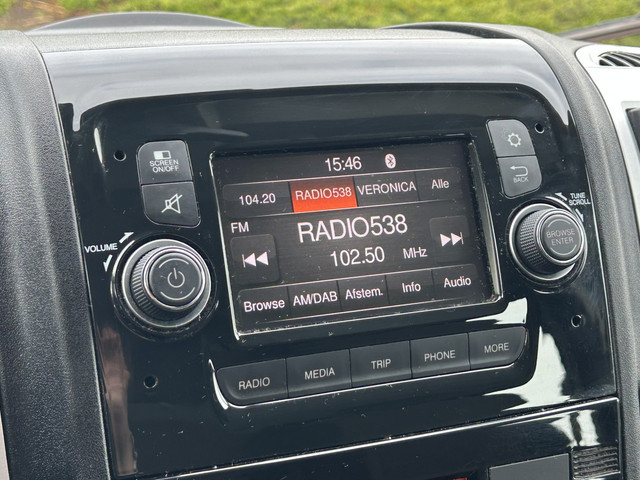 15:46
SCREEN
ON/OFF
104.20 RADIO538 VERONICA Alle
FM
RADIO538
102.50 MHz
Browse AM/DAB Afstem. Info Audio
VOLUME
BACK
TUNE
SCROLL
BROWSE
ENTER
RADIO MEDIA TRIP PHONE MORE